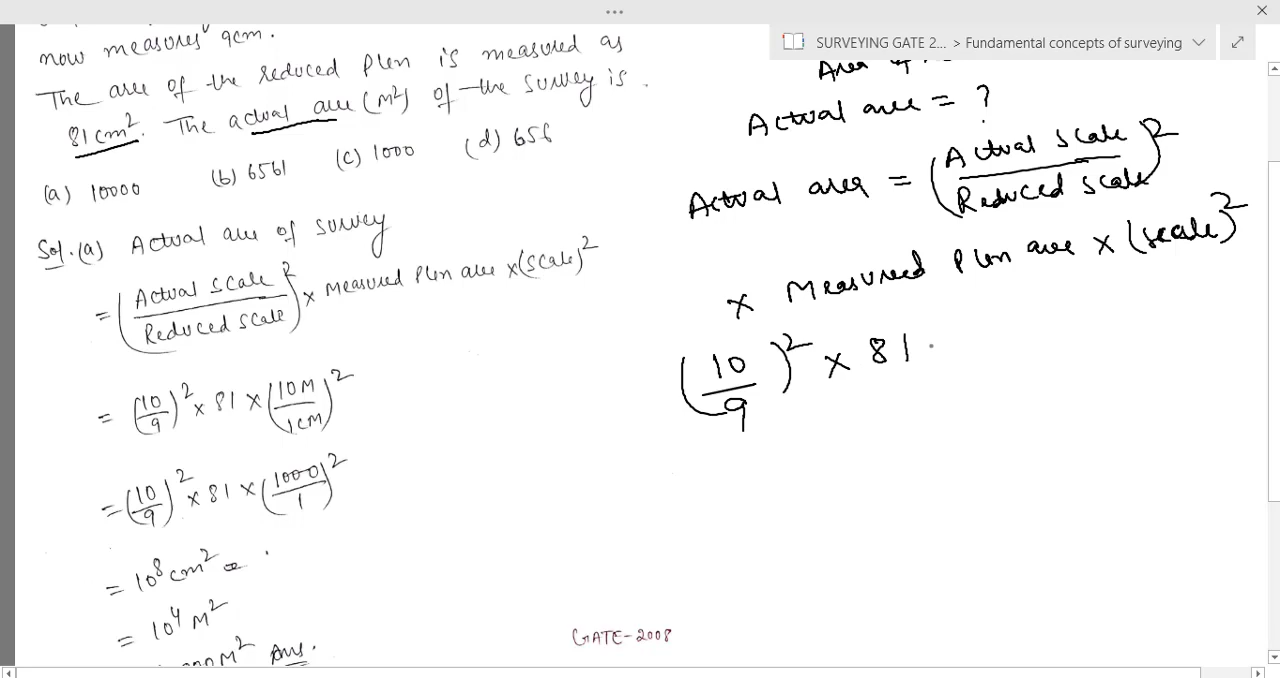 SURVEYING GATE 2... > Fundamental concepts of surveying
now measures 9cm.
The area of the reduced plan is measured as
81cm². The actual area (m²) of the survey is.
(a) 10000 (b) 6561 (c) 1000 (d) 656
Sol.(a) Actual area of survey
= (Actual scale / Reduced scale)² × Measured Plan area × (scale)²
= (10/9)² × 81 × (10M/1CM)²
= (10/9)² × 81 × (1000/1)²
= 10⁸ cm² =
= 10⁴ M²
M² Ans.
Actual area = ?
Actual area = (Actual scale / Reduced scale)²
× Measured Plan area × (scale)²
(10/9)² × 81
GATE-2008